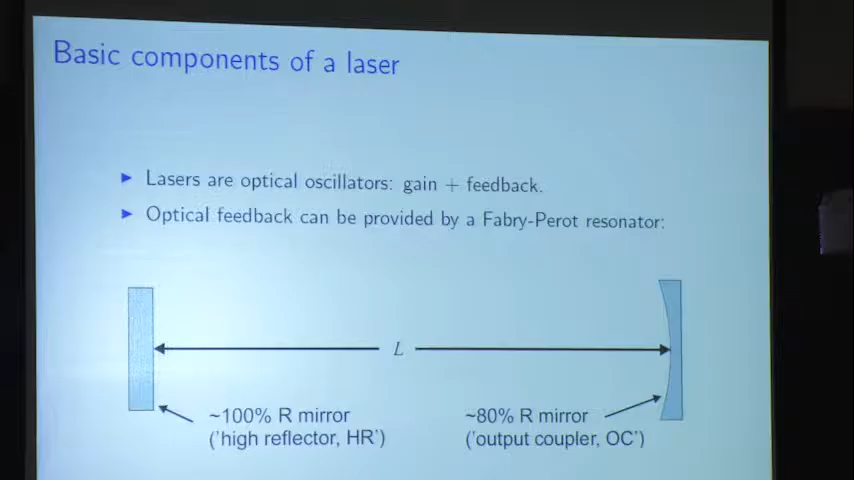 Basic components of a laser
Lasers are optical oscillators: gain + feedback.
Optical feedback can be provided by a Fabry-Perot resonator:
L
~100% R mirror
('high reflector, HR')
~80% R mirror
('output coupler, OC')